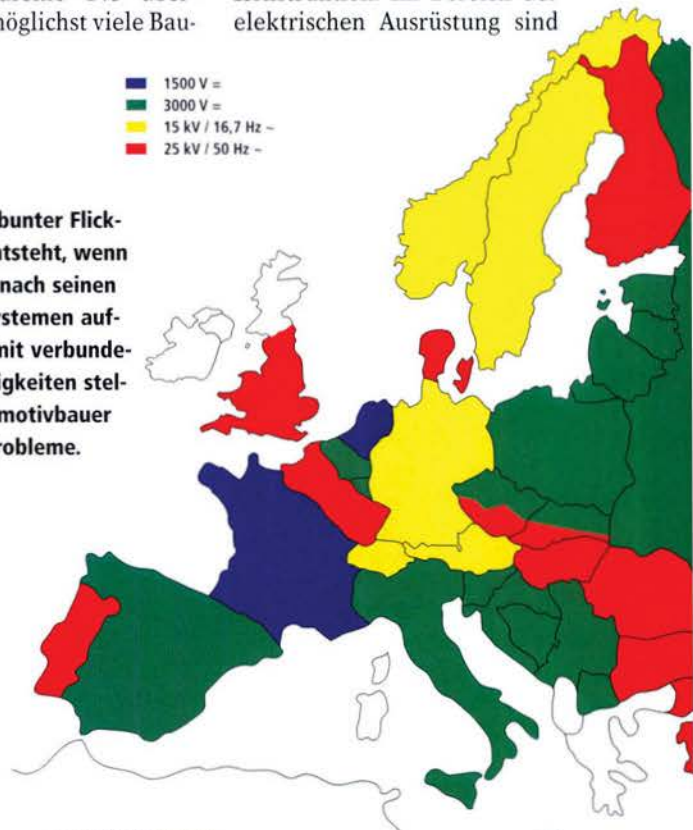 möglichst viele Bau-
elektrischen Ausrüstung sind
1500 V =
3000 V =
15 kV / 16,7 Hz ~
25 kV / 50 Hz ~
bunter Flick-
ntsteht, wenn
nach seinen
ystemen auf-
mit verbunde-
igkeiten stel-
motivbauer
robleme.